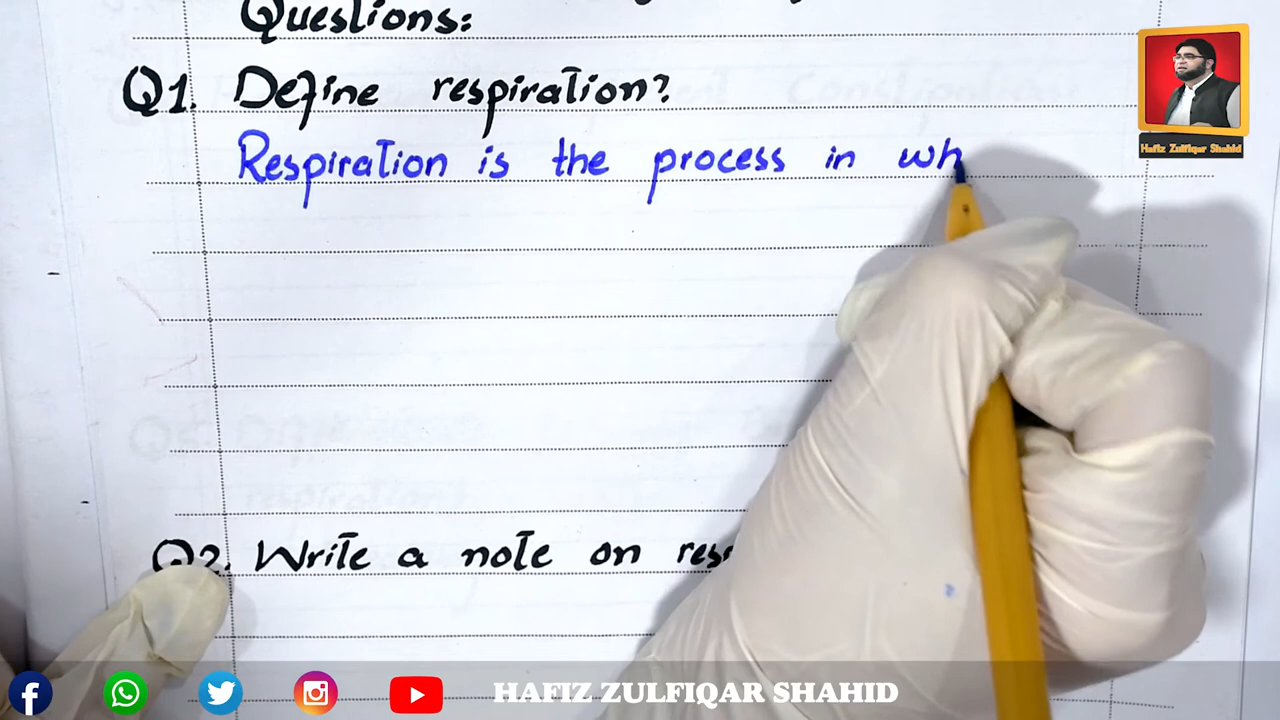 Questions:
Q1. Define respiration?
Respiration is the process in wh
Q2. Write a note on
Hafiz Zulfiqar Shahid
HAFIZ ZULFIQAR SHAHID